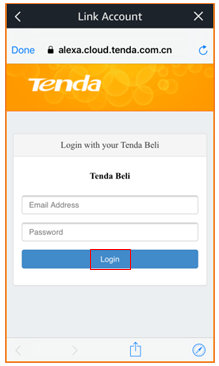 Link Account
Done alexa.cloud.tenda.com.cn
Tenda
Login with your Tenda Beli
Tenda Beli
Email Address
Password
Login